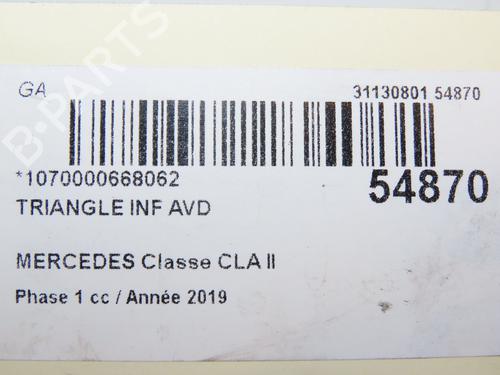 GA
31130801 54870
*1070000668062
54870
TRIANGLE INF AVD
MERCEDES Classe CLA II
Phase 1 cc / Année 2019
B-PARTS